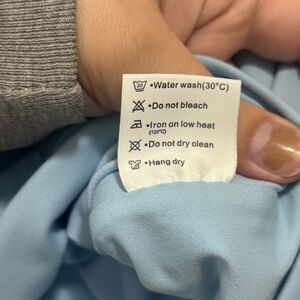 •Water wash(30°C)
•Do not bleach
•Iron on low heat
(120°C)
•Do not dry clean
•Hang dry